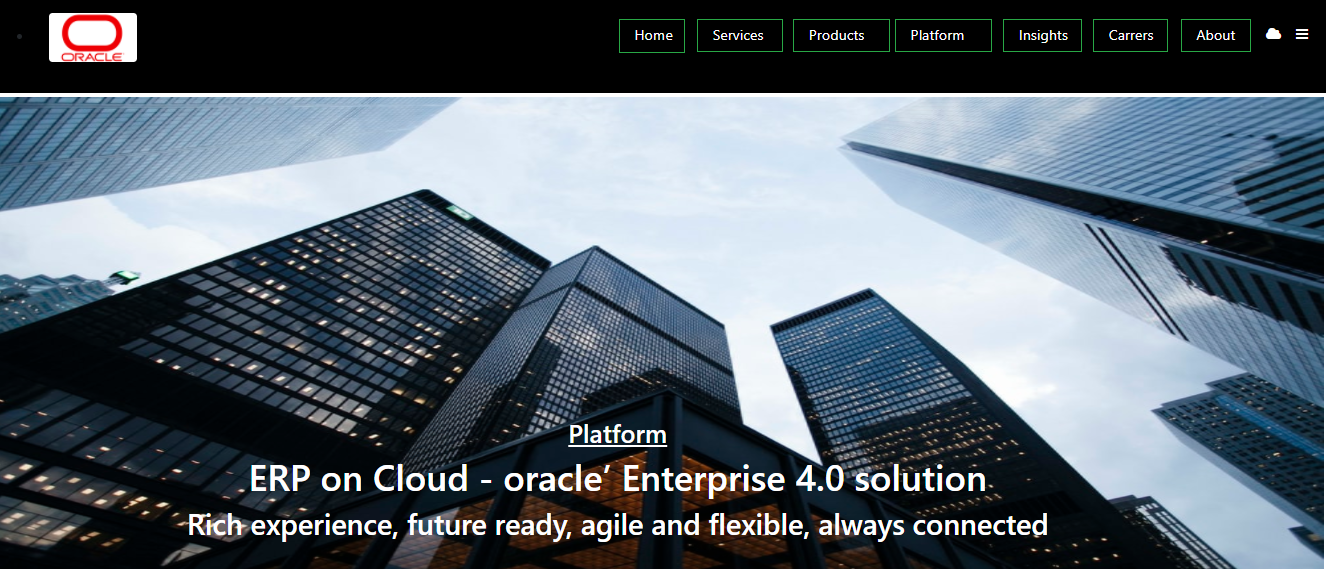 ORACLE
Home Services Products Platform Insights Carrers About
Platform
ERP on Cloud - oracle’ Enterprise 4.0 solution
Rich experience, future ready, agile and flexible, always connected